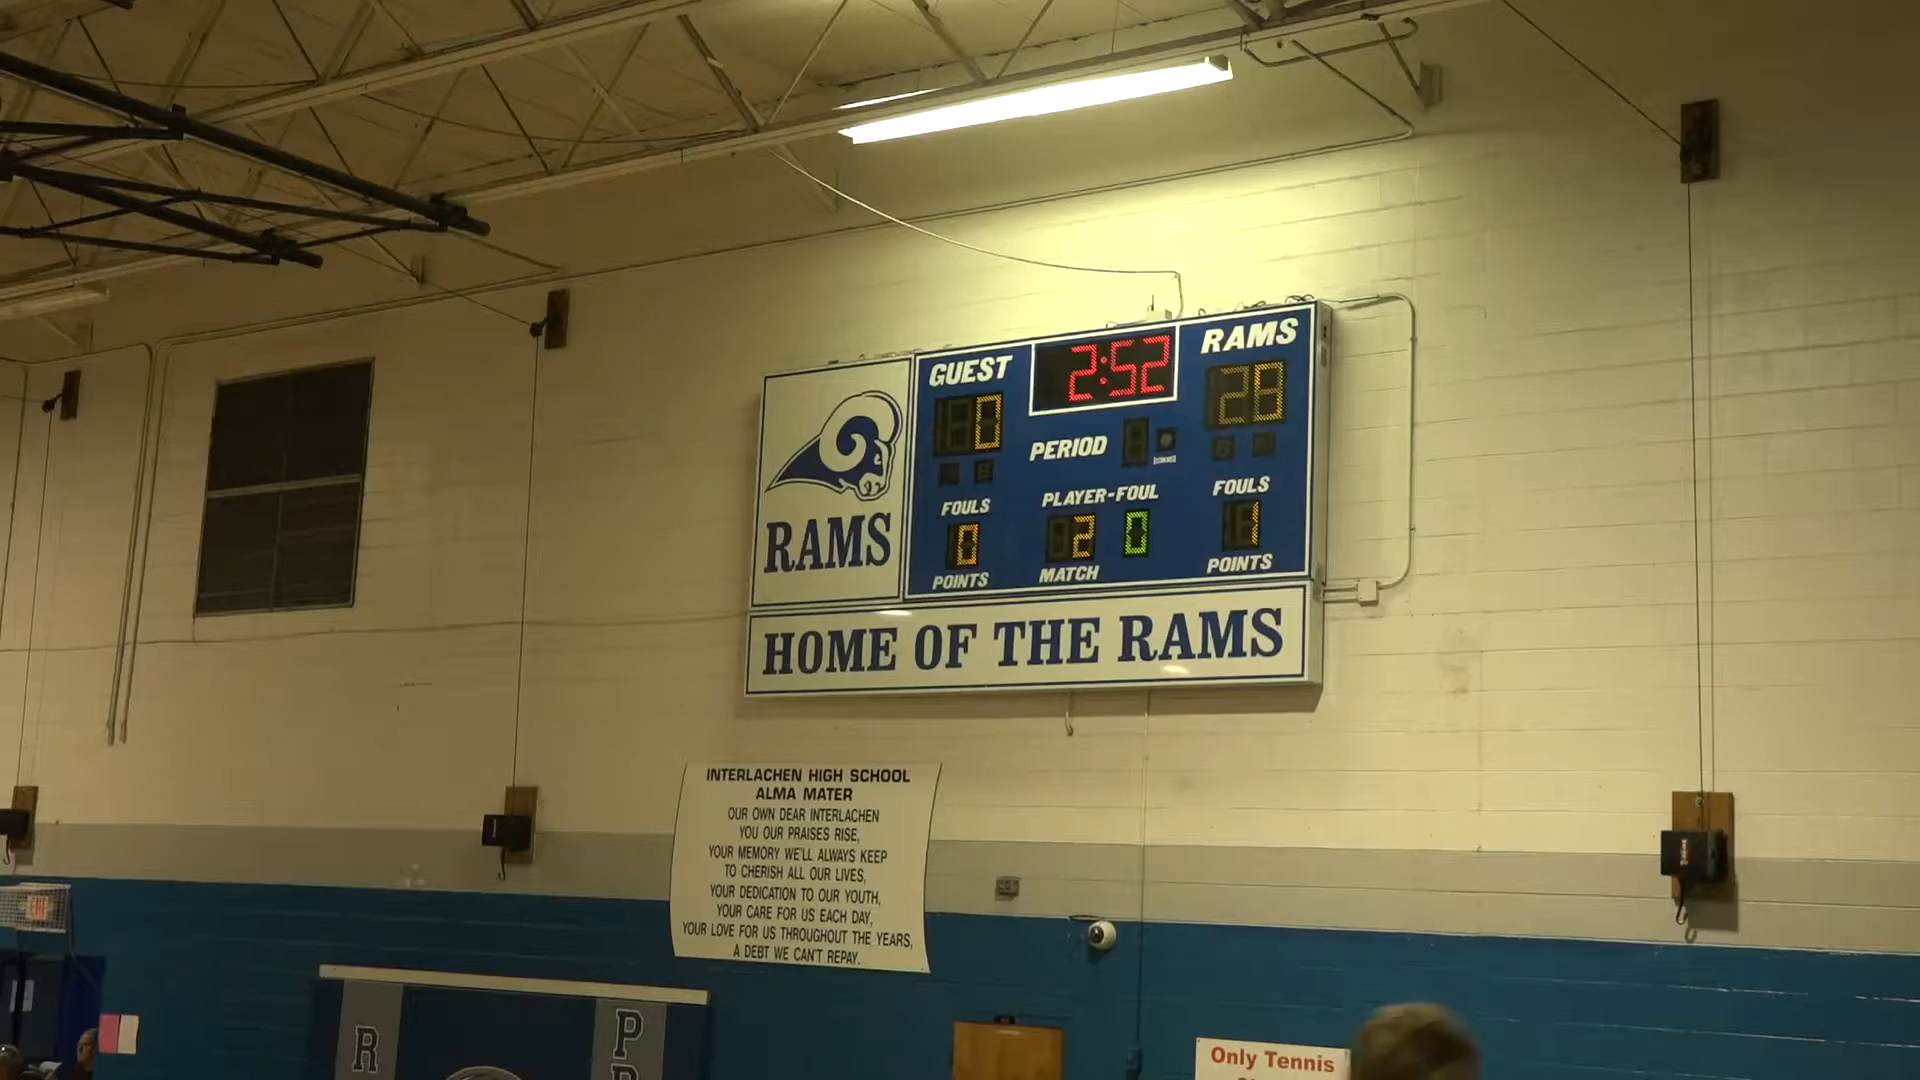 GUEST
2:52
RAMS
0
29
PERIOD
FOULS
PLAYER-FOUL
FOULS
0
2 0
1
POINTS
MATCH
POINTS
RAMS
HOME OF THE RAMS
INTERLACHEN HIGH SCHOOL
ALMA MATER
OUR OWN DEAR INTERLACHEN
YOU OUR PRAISES RISE,
YOUR MEMORY WE'LL ALWAYS KEEP
TO CHERISH ALL OUR LIVES,
YOUR DEDICATION TO OUR YOUTH,
YOUR CARE FOR US EACH DAY,
YOUR LOVE FOR US THROUGHOUT THE YEARS,
A DEBT WE CAN'T REPAY.
R
P
Only Tennis